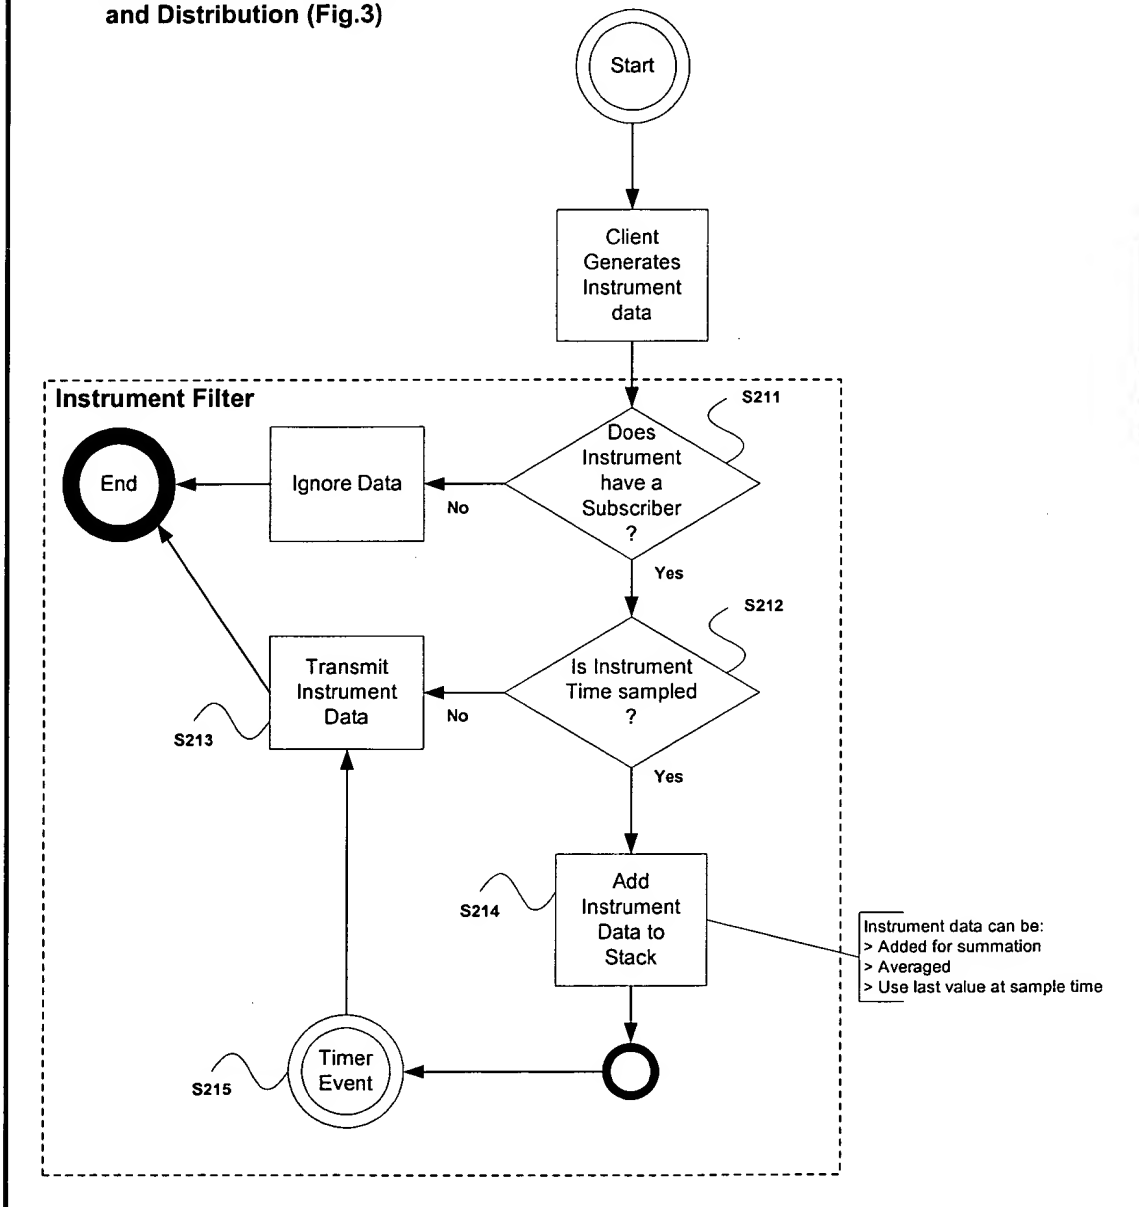 and Distribution (Fig.3)
Start
Client
Generates
Instrument
data
Instrument Filter
S211
Does
Instrument
have a
Subscriber
?
No
Ignore Data
End
Yes
S212
Is Instrument
Time sampled
?
No
Transmit
Instrument
Data
S213
Yes
Add
Instrument
Data to
Stack
S214
Instrument data can be:
> Added for summation
> Averaged
> Use last value at sample time
Timer
Event
S215